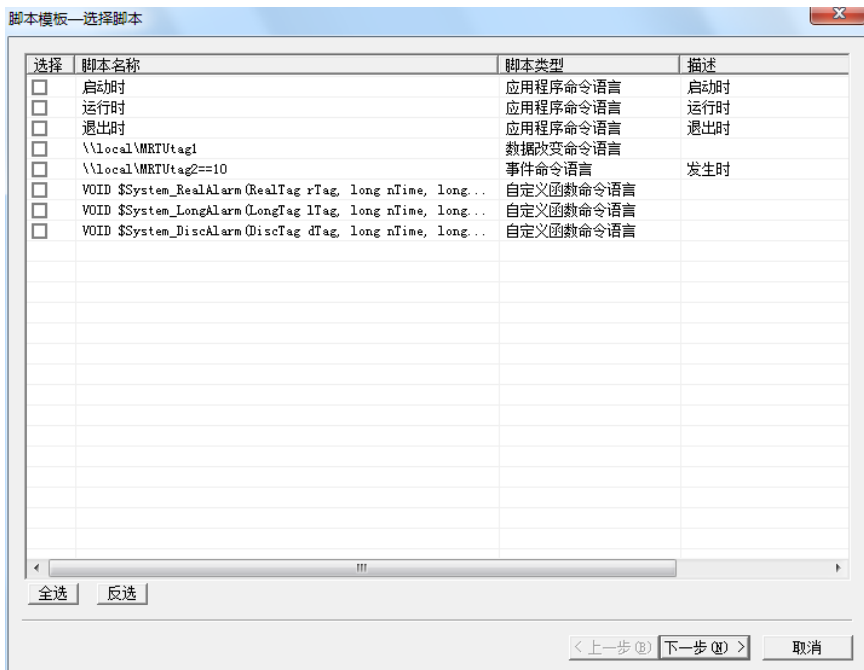 脚本模板—选择脚本
选择 脚本名称 脚本类型 描述
启动时 应用程序命令语言 启动时
运行时 应用程序命令语言 运行时
退出时 应用程序命令语言 退出时
\\local\MRTUtag1 数据改变命令语言
\\local\MRTUtag2==10 事件命令语言 发生时
VOID $System_RealAlarm(RealTag rTag, long nTime, long... 自定义函数命令语言
VOID $System_LongAlarm(LongTag lTag, long nTime, long... 自定义函数命令语言
VOID $System_DiscAlarm(DiscTag dTag, long nTime, long... 自定义函数命令语言
全选 反选
< 上一步(B) 下一步(N) > 取消